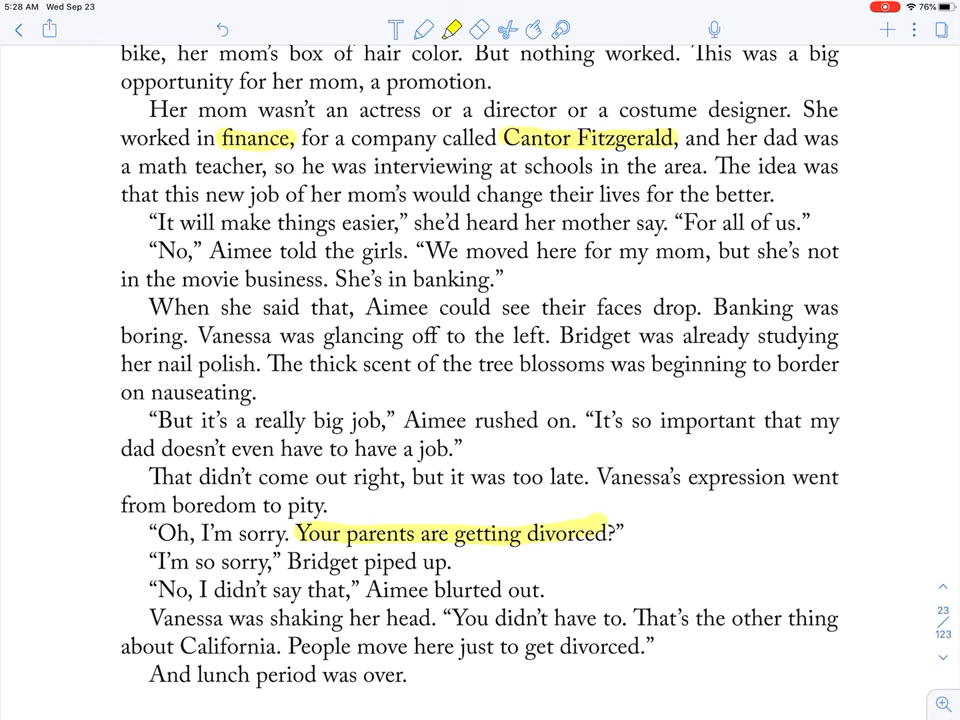 5:28 AM Wed Sep 23
76%
bike, her mom's box of hair color. But nothing worked. This was a big
opportunity for her mom, a promotion.
Her mom wasn't an actress or a director or a costume designer. She
worked in finance, for a company called Cantor Fitzgerald, and her dad was
a math teacher, so he was interviewing at schools in the area. The idea was
that this new job of her mom's would change their lives for the better.
“It will make things easier,” she'd heard her mother say. “For all of us.”
“No,” Aimee told the girls. “We moved here for my mom, but she's not
in the movie business. She's in banking.”
When she said that, Aimee could see their faces drop. Banking was
boring. Vanessa was glancing off to the left. Bridget was already studying
her nail polish. The thick scent of the tree blossoms was beginning to border
on nauseating.
“But it's a really big job,” Aimee rushed on. “It's so important that my
dad doesn't even have to have a job.”
That didn't come out right, but it was too late. Vanessa's expression went
from boredom to pity.
“Oh, I'm sorry. Your parents are getting divorced?”
“I'm so sorry,” Bridget piped up.
“No, I didn't say that,” Aimee blurted out.
Vanessa was shaking her head. “You didn't have to. That's the other thing
about California. People move here just to get divorced.”
And lunch period was over.
23
/
123